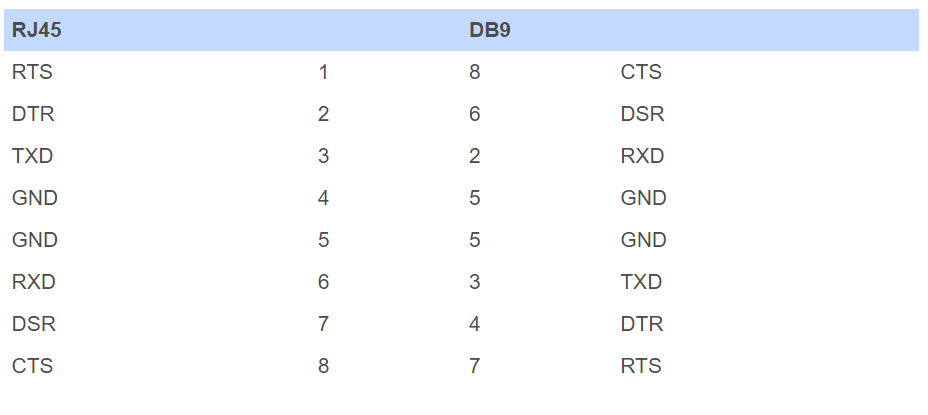 RJ45 DB9
RTS 1 8 CTS
DTR 2 6 DSR
TXD 3 2 RXD
GND 4 5 GND
GND 5 5 GND
RXD 6 3 TXD
DSR 7 4 DTR
CTS 8 7 RTS